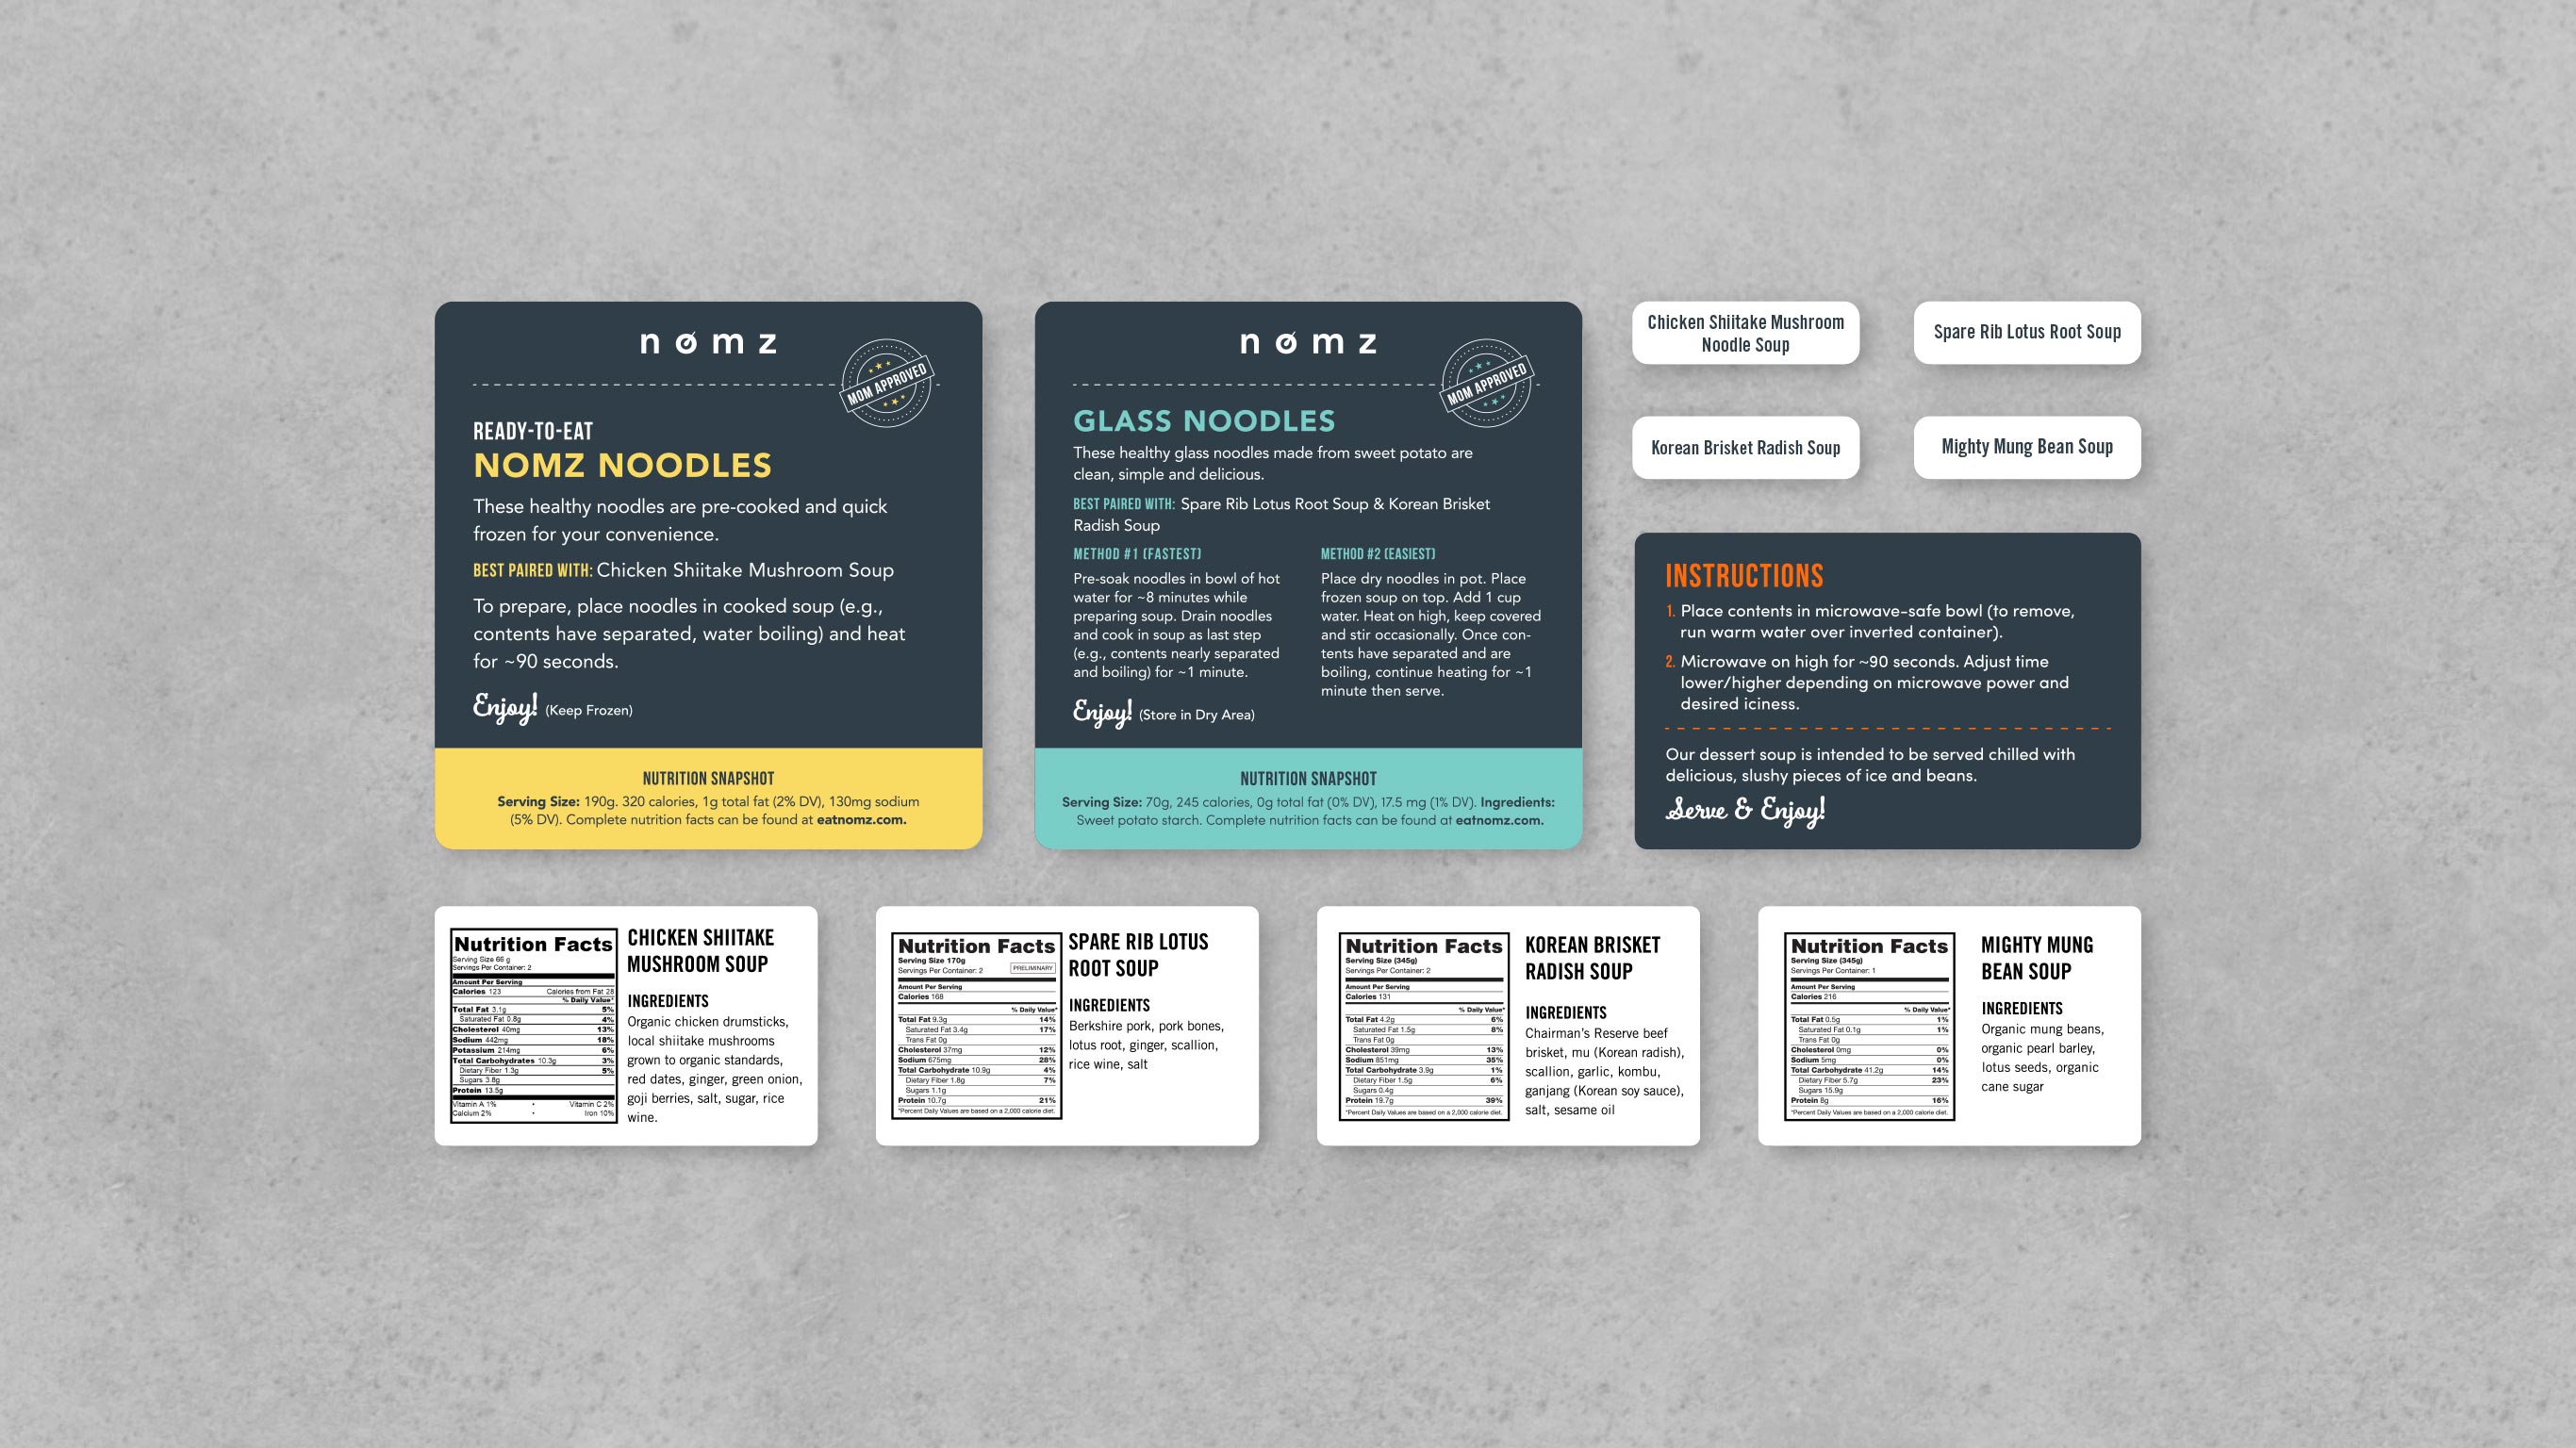 nømz
MOM APPROVED
READY-TO-EAT
NOMZ NOODLES
These healthy noodles are pre-cooked and quick
frozen for your convenience.
BEST PAIRED WITH: Chicken Shiitake Mushroom Soup
To prepare, place noodles in cooked soup (e.g.,
contents have separated, water boiling) and heat
for ~90 seconds.
Enjoy! (Keep Frozen)
NUTRITION SNAPSHOT
Serving Size: 190g. 320 calories, 1g total fat (2% DV), 130mg sodium
(5% DV). Complete nutrition facts can be found at eatnomz.com.
nømz
MOM APPROVED
GLASS NOODLES
These healthy glass noodles made from sweet potato are
clean, simple and delicious.
BEST PAIRED WITH: Spare Rib Lotus Root Soup & Korean Brisket
Radish Soup
METHOD #1 (FASTEST)
Pre-soak noodles in bowl of hot
water for ~8 minutes while
preparing soup. Drain noodles
and cook in soup as last step
(e.g., contents nearly separated
and boiling) for ~1 minute.
METHOD #2 (EASIEST)
Place dry noodles in pot. Place
frozen soup on top. Add 1 cup
water. Heat on high, keep covered
and stir occasionally. Once con-
tents have separated and are
boiling, continue heating for ~1
minute then serve.
Enjoy! (Store in Dry Area)
NUTRITION SNAPSHOT
Serving Size: 70g, 245 calories, 0g total fat (0% DV), 17.5 mg (1% DV). Ingredients:
Sweet potato starch. Complete nutrition facts can be found at eatnomz.com.
Chicken Shiitake Mushroom
Noodle Soup
Spare Rib Lotus Root Soup
Korean Brisket Radish Soup
Mighty Mung Bean Soup
INSTRUCTIONS
1. Place contents in microwave-safe bowl (to remove,
run warm water over inverted container).
2. Microwave on high for ~90 seconds. Adjust time
lower/higher depending on microwave power and
desired iciness.
Our dessert soup is intended to be served chilled with
delicious, slushy pieces of ice and beans.
Serve & Enjoy!
Nutrition Facts
Serving Size 66 g
Servings Per Container: 2
Amount Per Serving
Calories 123 Calories from Fat 28
% Daily Value*
Total Fat 3.1g 5%
Saturated Fat 0.8g 4%
Cholesterol 40mg 13%
Sodium 442mg 18%
Potassium 214mg 6%
Total Carbohydrates 10.3g 3%
Dietary Fiber 1.3g 5%
Sugars 3.8g
Protein 13.5g
Vitamin A 1% • Vitamin C 2%
Calcium 2% • Iron 10%
CHICKEN SHIITAKE
MUSHROOM SOUP
INGREDIENTS
Organic chicken drumsticks,
local shiitake mushrooms
grown to organic standards,
red dates, ginger, green onion,
goji berries, salt, sugar, rice
wine.
Nutrition Facts
Serving Size 170g
Servings Per Container: 2
PRELIMINARY
Amount Per Serving
Calories 168
% Daily Value*
Total Fat 9.3g 14%
Saturated Fat 3.4g 17%
Trans Fat 0g
Cholesterol 37mg 12%
Sodium 675mg 28%
Total Carbohydrate 10.9g 4%
Dietary Fiber 1.8g 7%
Sugars 1.1g
Protein 10.7g 21%
*Percent Daily Values are based on a 2,000 calorie diet.
SPARE RIB LOTUS
ROOT SOUP
INGREDIENTS
Berkshire pork, pork bones,
lotus root, ginger, scallion,
rice wine, salt
Nutrition Facts
Serving Size (345g)
Servings Per Container: 2
Amount Per Serving
Calories 131
% Daily Value*
Total Fat 4.2g 6%
Saturated Fat 1.5g 8%
Trans Fat 0g
Cholesterol 39mg 13%
Sodium 851mg 35%
Total Carbohydrate 3.9g 1%
Dietary Fiber 1.5g 6%
Sugars 0.4g
Protein 19.7g 39%
*Percent Daily Values are based on a 2,000 calorie diet.
KOREAN BRISKET
RADISH SOUP
INGREDIENTS
Chairman's Reserve beef
brisket, mu (Korean radish),
scallion, garlic, kombu,
ganjang (Korean soy sauce),
salt, sesame oil
Nutrition Facts
Serving Size (345g)
Servings Per Container: 1
Amount Per Serving
Calories 216
% Daily Value*
Total Fat 0.5g 1%
Saturated Fat 0.1g 1%
Trans Fat 0g
Cholesterol 0mg 0%
Sodium 5mg 0%
Total Carbohydrate 41.2g 14%
Dietary Fiber 5.7g 23%
Sugars 15.9g
Protein 8g 16%
*Percent Daily Values are based on a 2,000 calorie diet.
MIGHTY MUNG
BEAN SOUP
INGREDIENTS
Organic mung beans,
organic pearl barley,
lotus seeds, organic
cane sugar